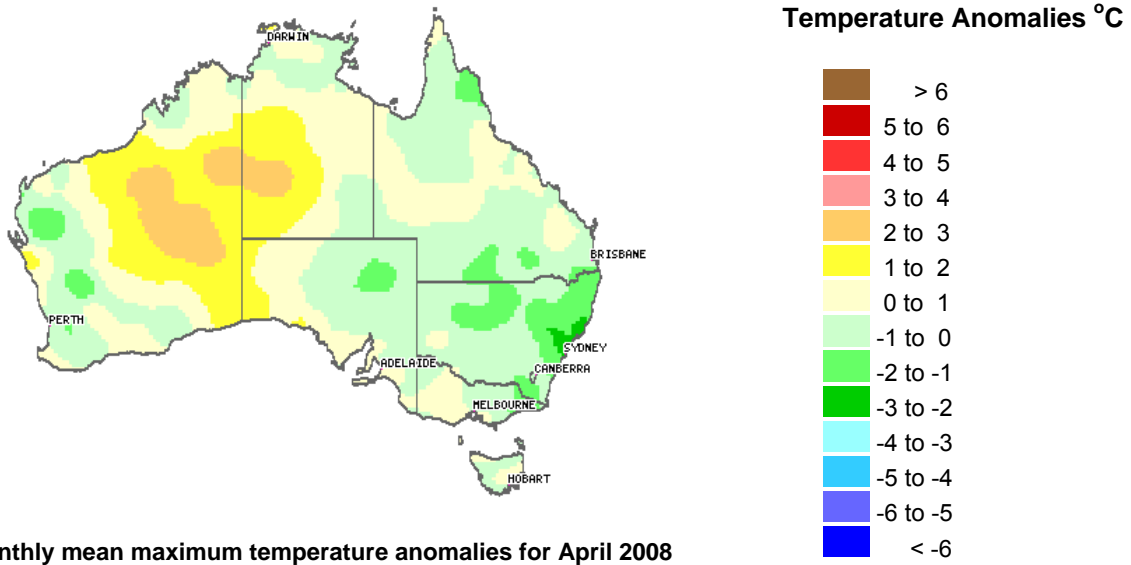 Temperature Anomalies °C
DARWIN
BRISBANE
PERTH
SYDNEY
ADELAIDE
CANBERRA
MELBOURNE
HOBART
> 6
5 to 6
4 to 5
3 to 4
2 to 3
1 to 2
0 to 1
-1 to 0
-2 to -1
-3 to -2
-4 to -3
-5 to -4
-6 to -5
< -6
nthly mean maximum temperature anomalies for April 2008